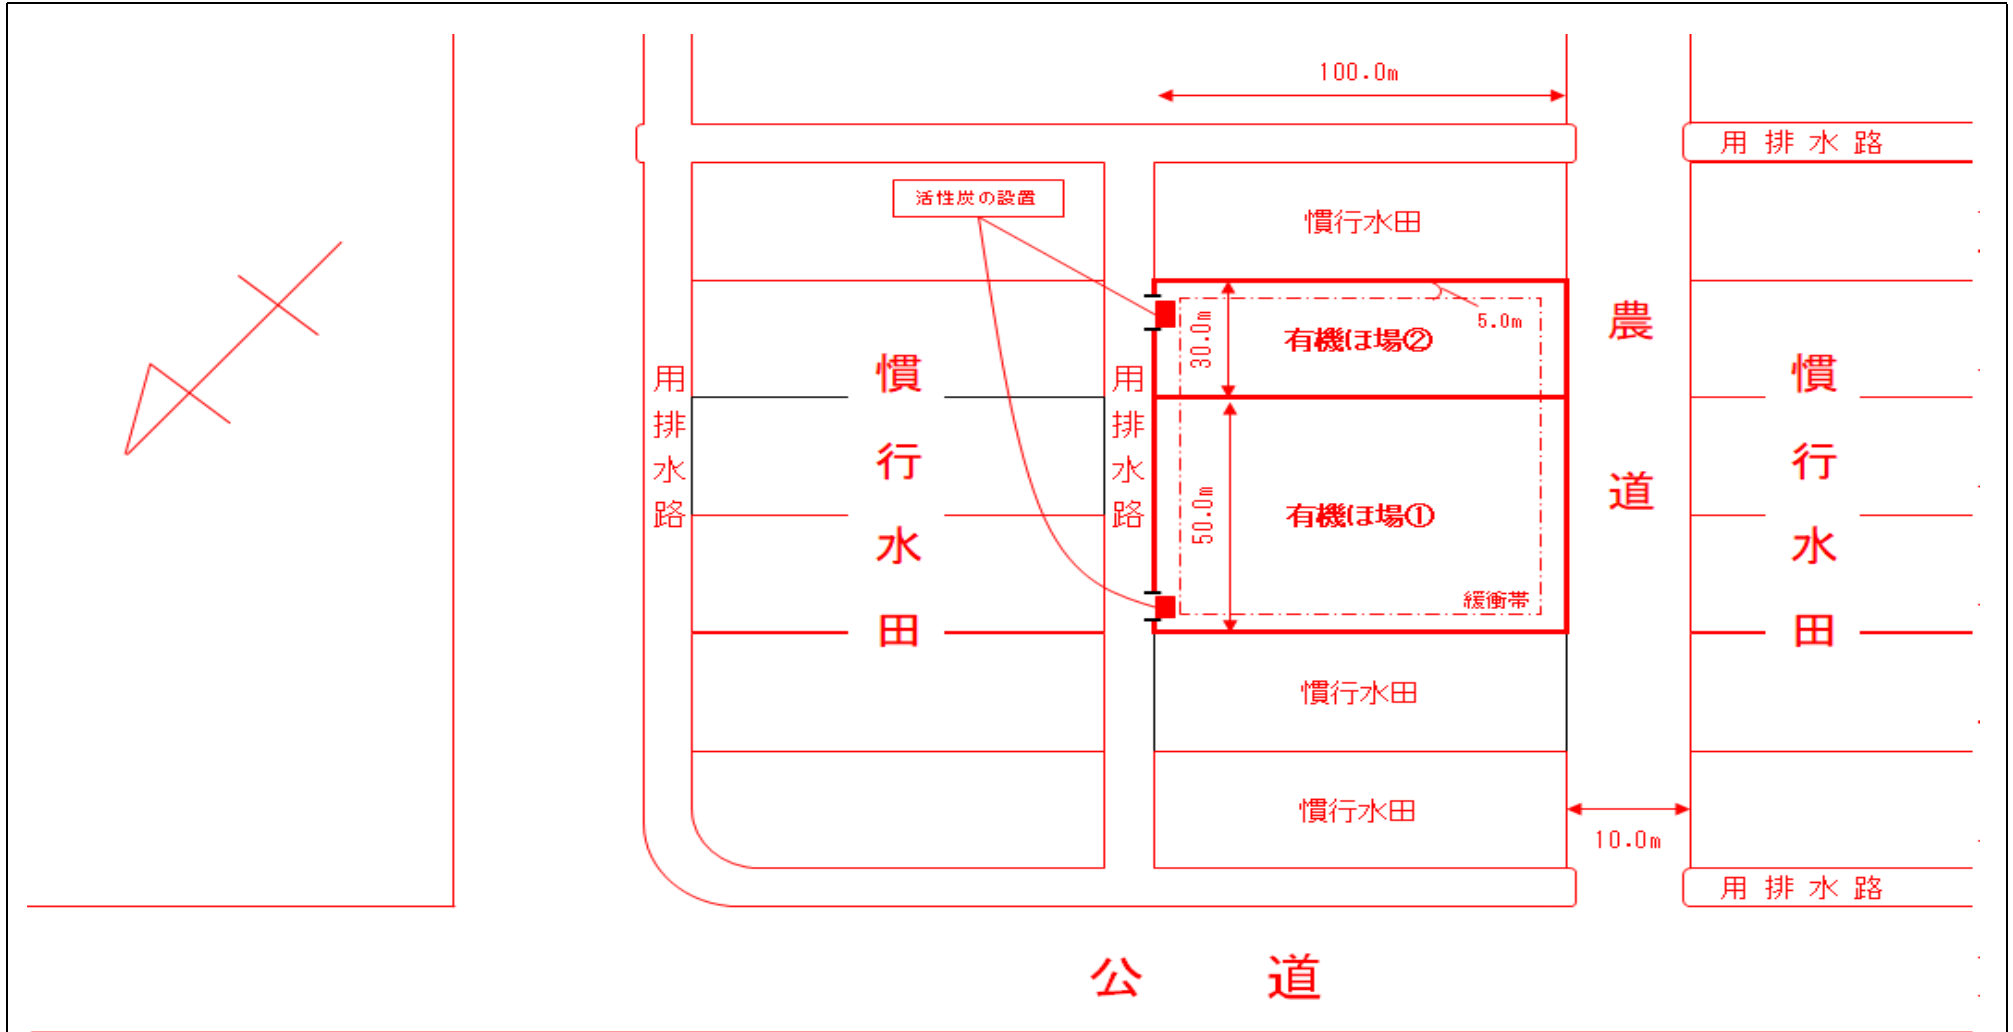 100.0m
用排水路
活性炭の設置
慣行水田
5.0m
30.0m
有機ほ場②
農道
慣行水田
用排水路
用排水路
慣行水田
50.0m
有機ほ場①
緩衝帯
慣行水田
慣行水田
10.0m
用排水路
公道